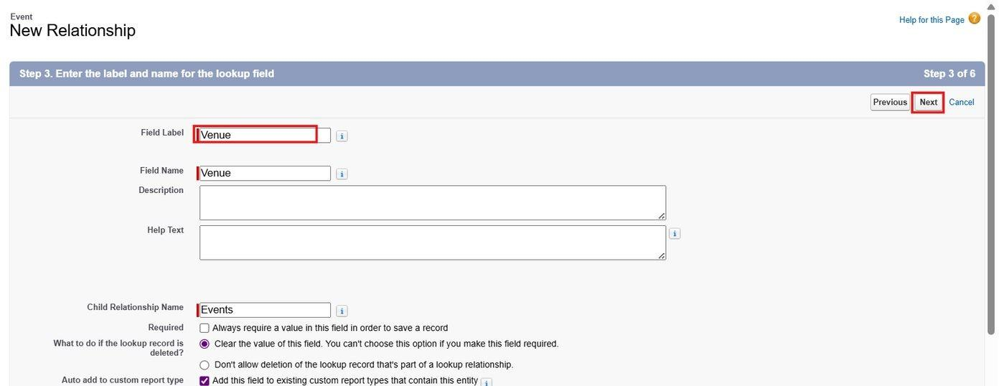 Event
New Relationship
Help for this Page ?
Step 3. Enter the label and name for the lookup field
Step 3 of 6
Previous Next Cancel
Field Label Venue i
Field Name Venue i
Description
Help Text i
Child Relationship Name Events i
Required Always require a value in this field in order to save a record
What to do if the lookup record is
deleted?
Clear the value of this field. You can't choose this option if you make this field required.
Don't allow deletion of the lookup record that's part of a lookup relationship.
Auto add to custom report type Add this field to existing custom report types that contain this entity i